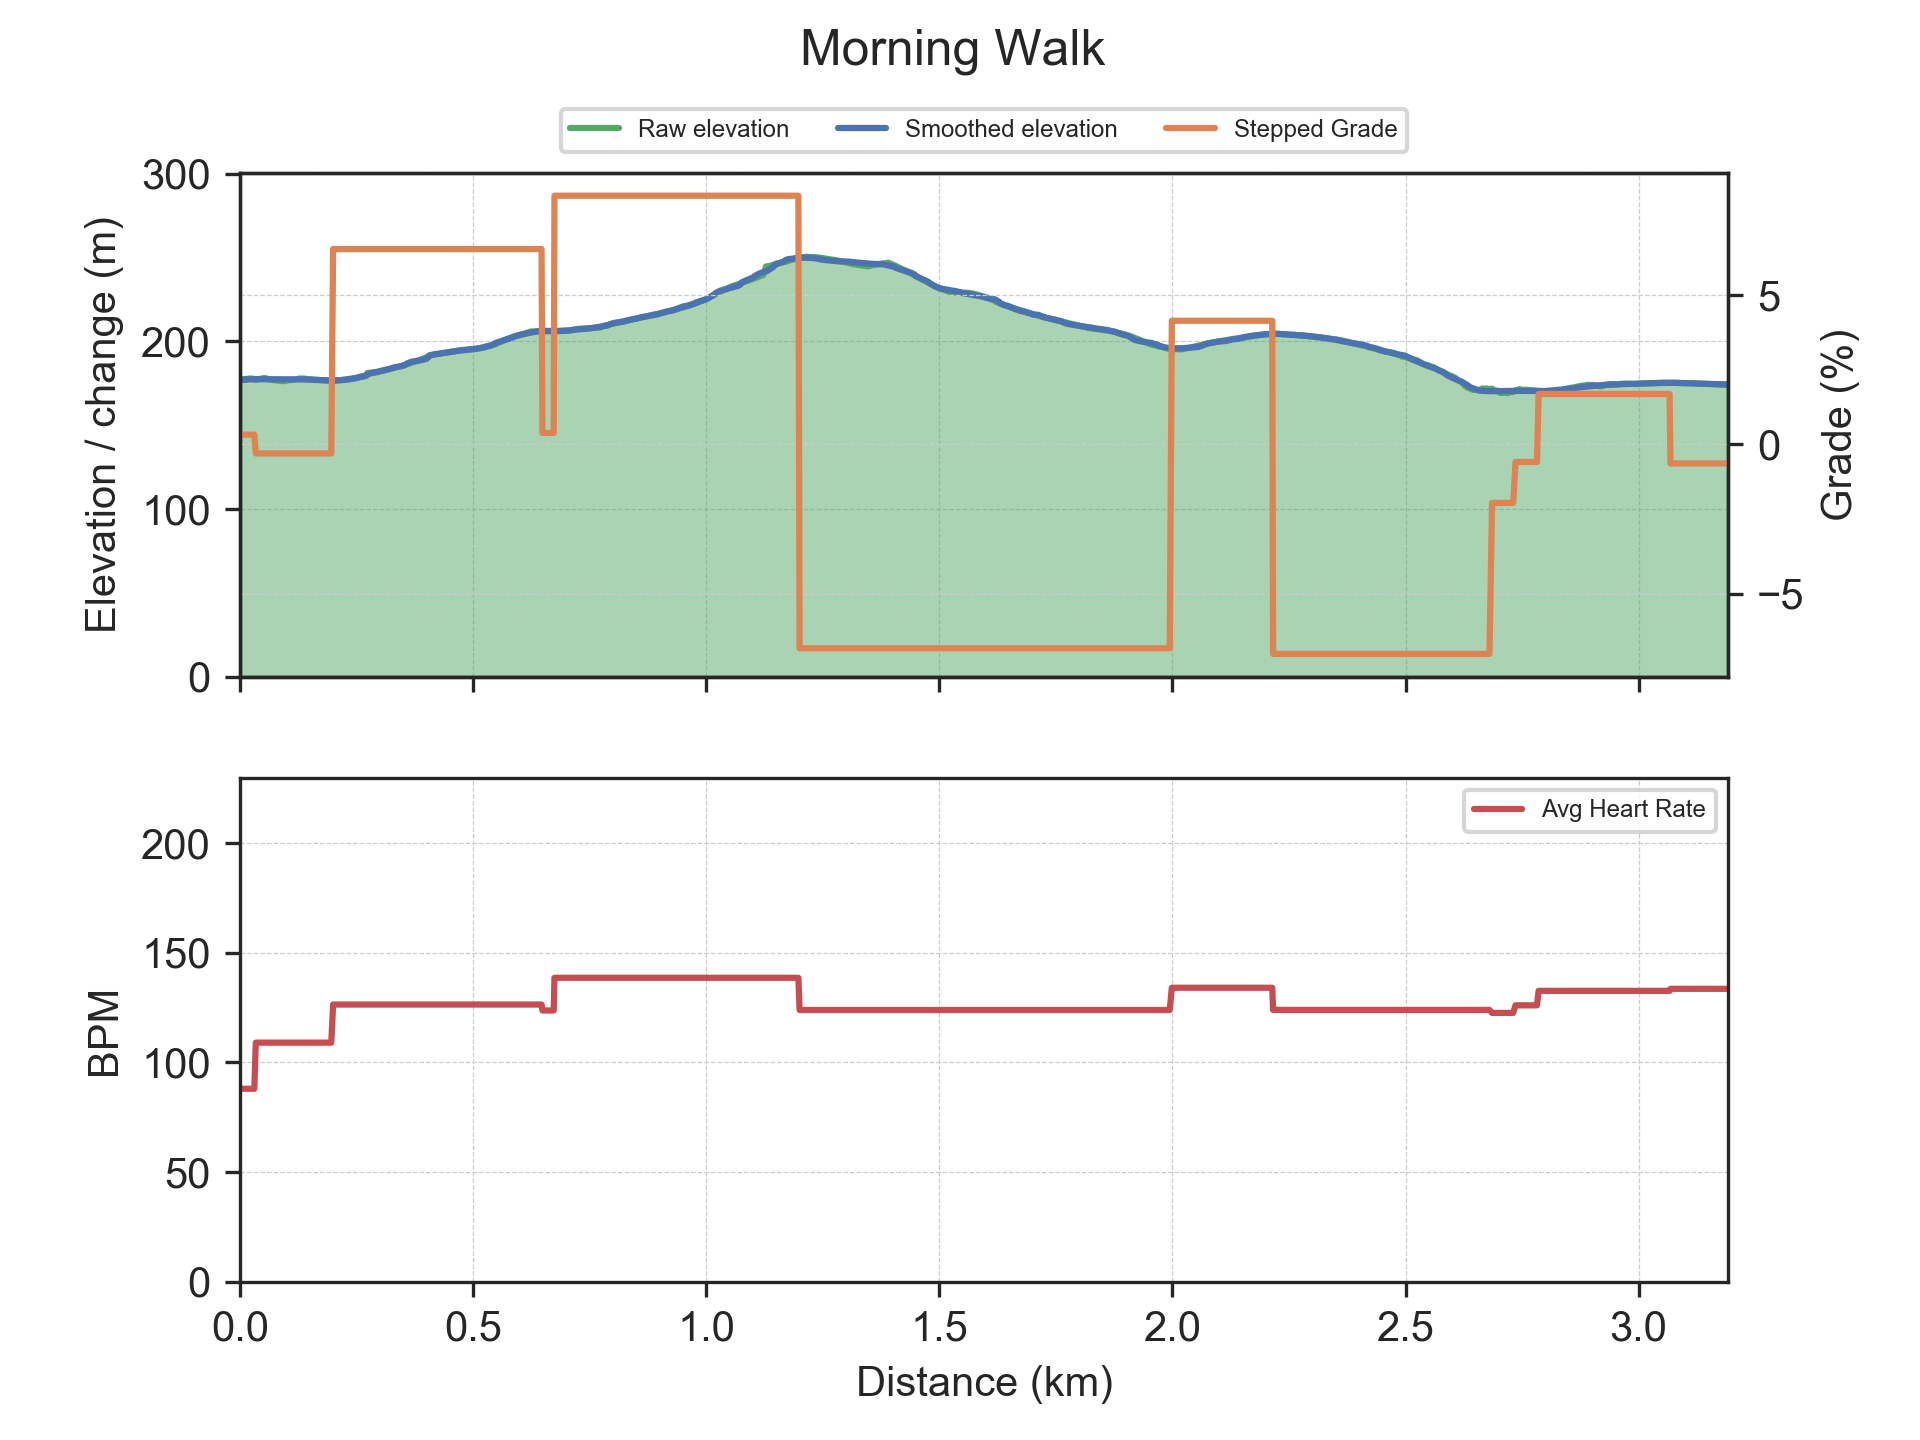 Morning Walk
Raw elevation Smoothed elevation Stepped Grade
Elevation / change (m)
300
200
100
0
Grade (%)
5
0
−5
Avg Heart Rate
BPM
200
150
100
50
0
0.0 0.5 1.0 1.5 2.0 2.5 3.0
Distance (km)